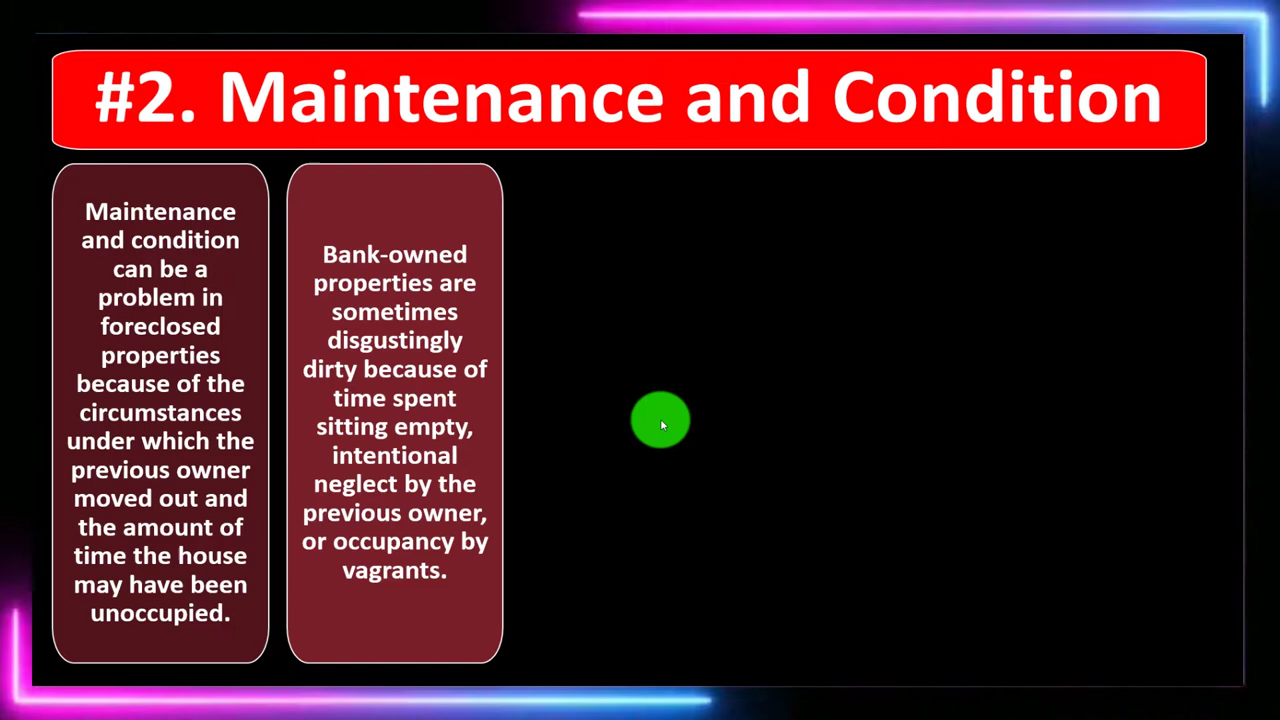 #2. Maintenance and Condition
Maintenance
and condition
can be a
problem in
foreclosed
properties
because of the
circumstances
under which the
previous owner
moved out and
the amount of
time the house
may have been
unoccupied.
Bank-owned
properties are
sometimes
disgustingly
dirty because of
time spent
sitting empty,
intentional
neglect by the
previous owner,
or occupancy by
vagrants.